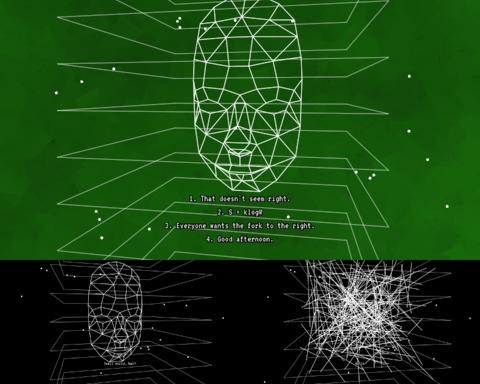 1. That doesn't seem right.
2. S = klogW
3. Everyone wants the fork to the right.
4. Good afternoon.